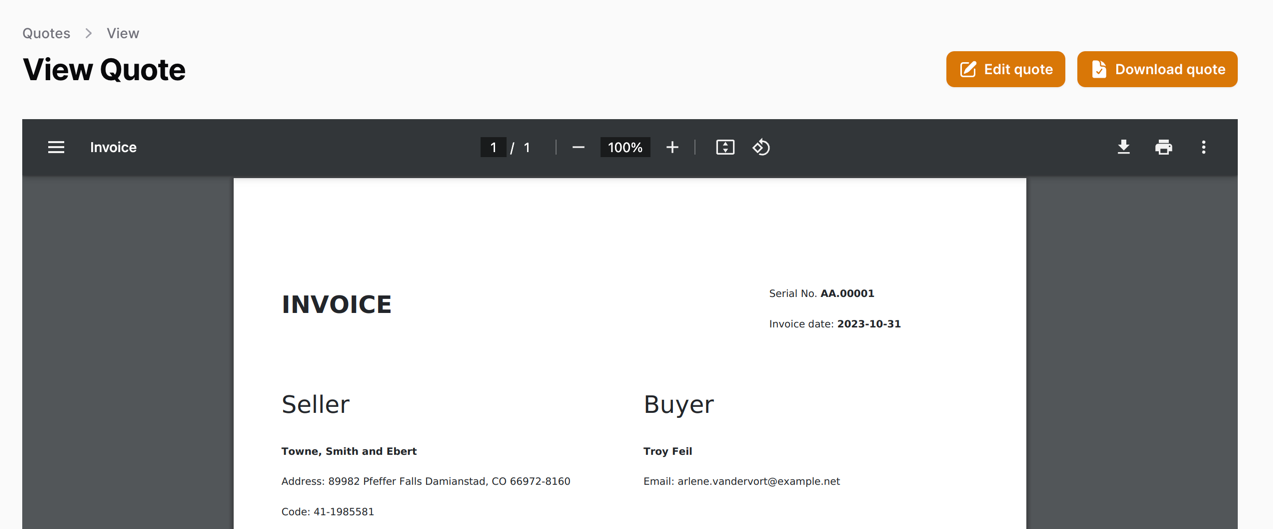 Quotes > View
View Quote
Edit quote
Download quote
Invoice
1 / 1
100%
INVOICE
Serial No. AA.00001
Invoice date: 2023-10-31
Seller
Buyer
Towne, Smith and Ebert
Troy Feil
Address: 89982 Pfeffer Falls Damianstad, CO 66972-8160
Email: arlene.vandervort@example.net
Code: 41-1985581